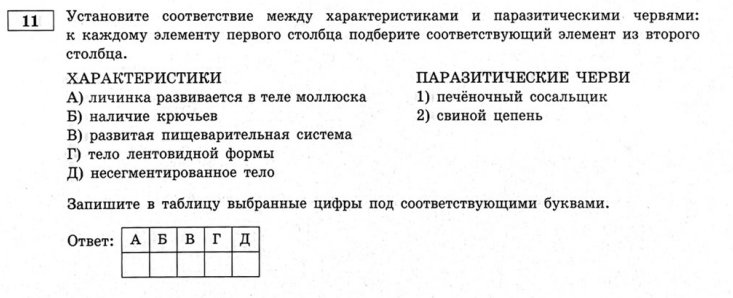 11
Установите соответствие между характеристиками и паразитическими червями:
к каждому элементу первого столбца подберите соответствующий элемент из второго
столбца.
ХАРАКТЕРИСТИКИ
А) личинка развивается в теле моллюска
Б) наличие крючьев
В) развитая пищеварительная система
Г) тело лентовидной формы
Д) несегментированное тело
ПАРАЗИТИЧЕСКИЕ ЧЕРВИ
1) печёночный сосальщик
2) свиной цепень
Запишите в таблицу выбранные цифры под соответствующими буквами.
Ответ: А Б В Г Д